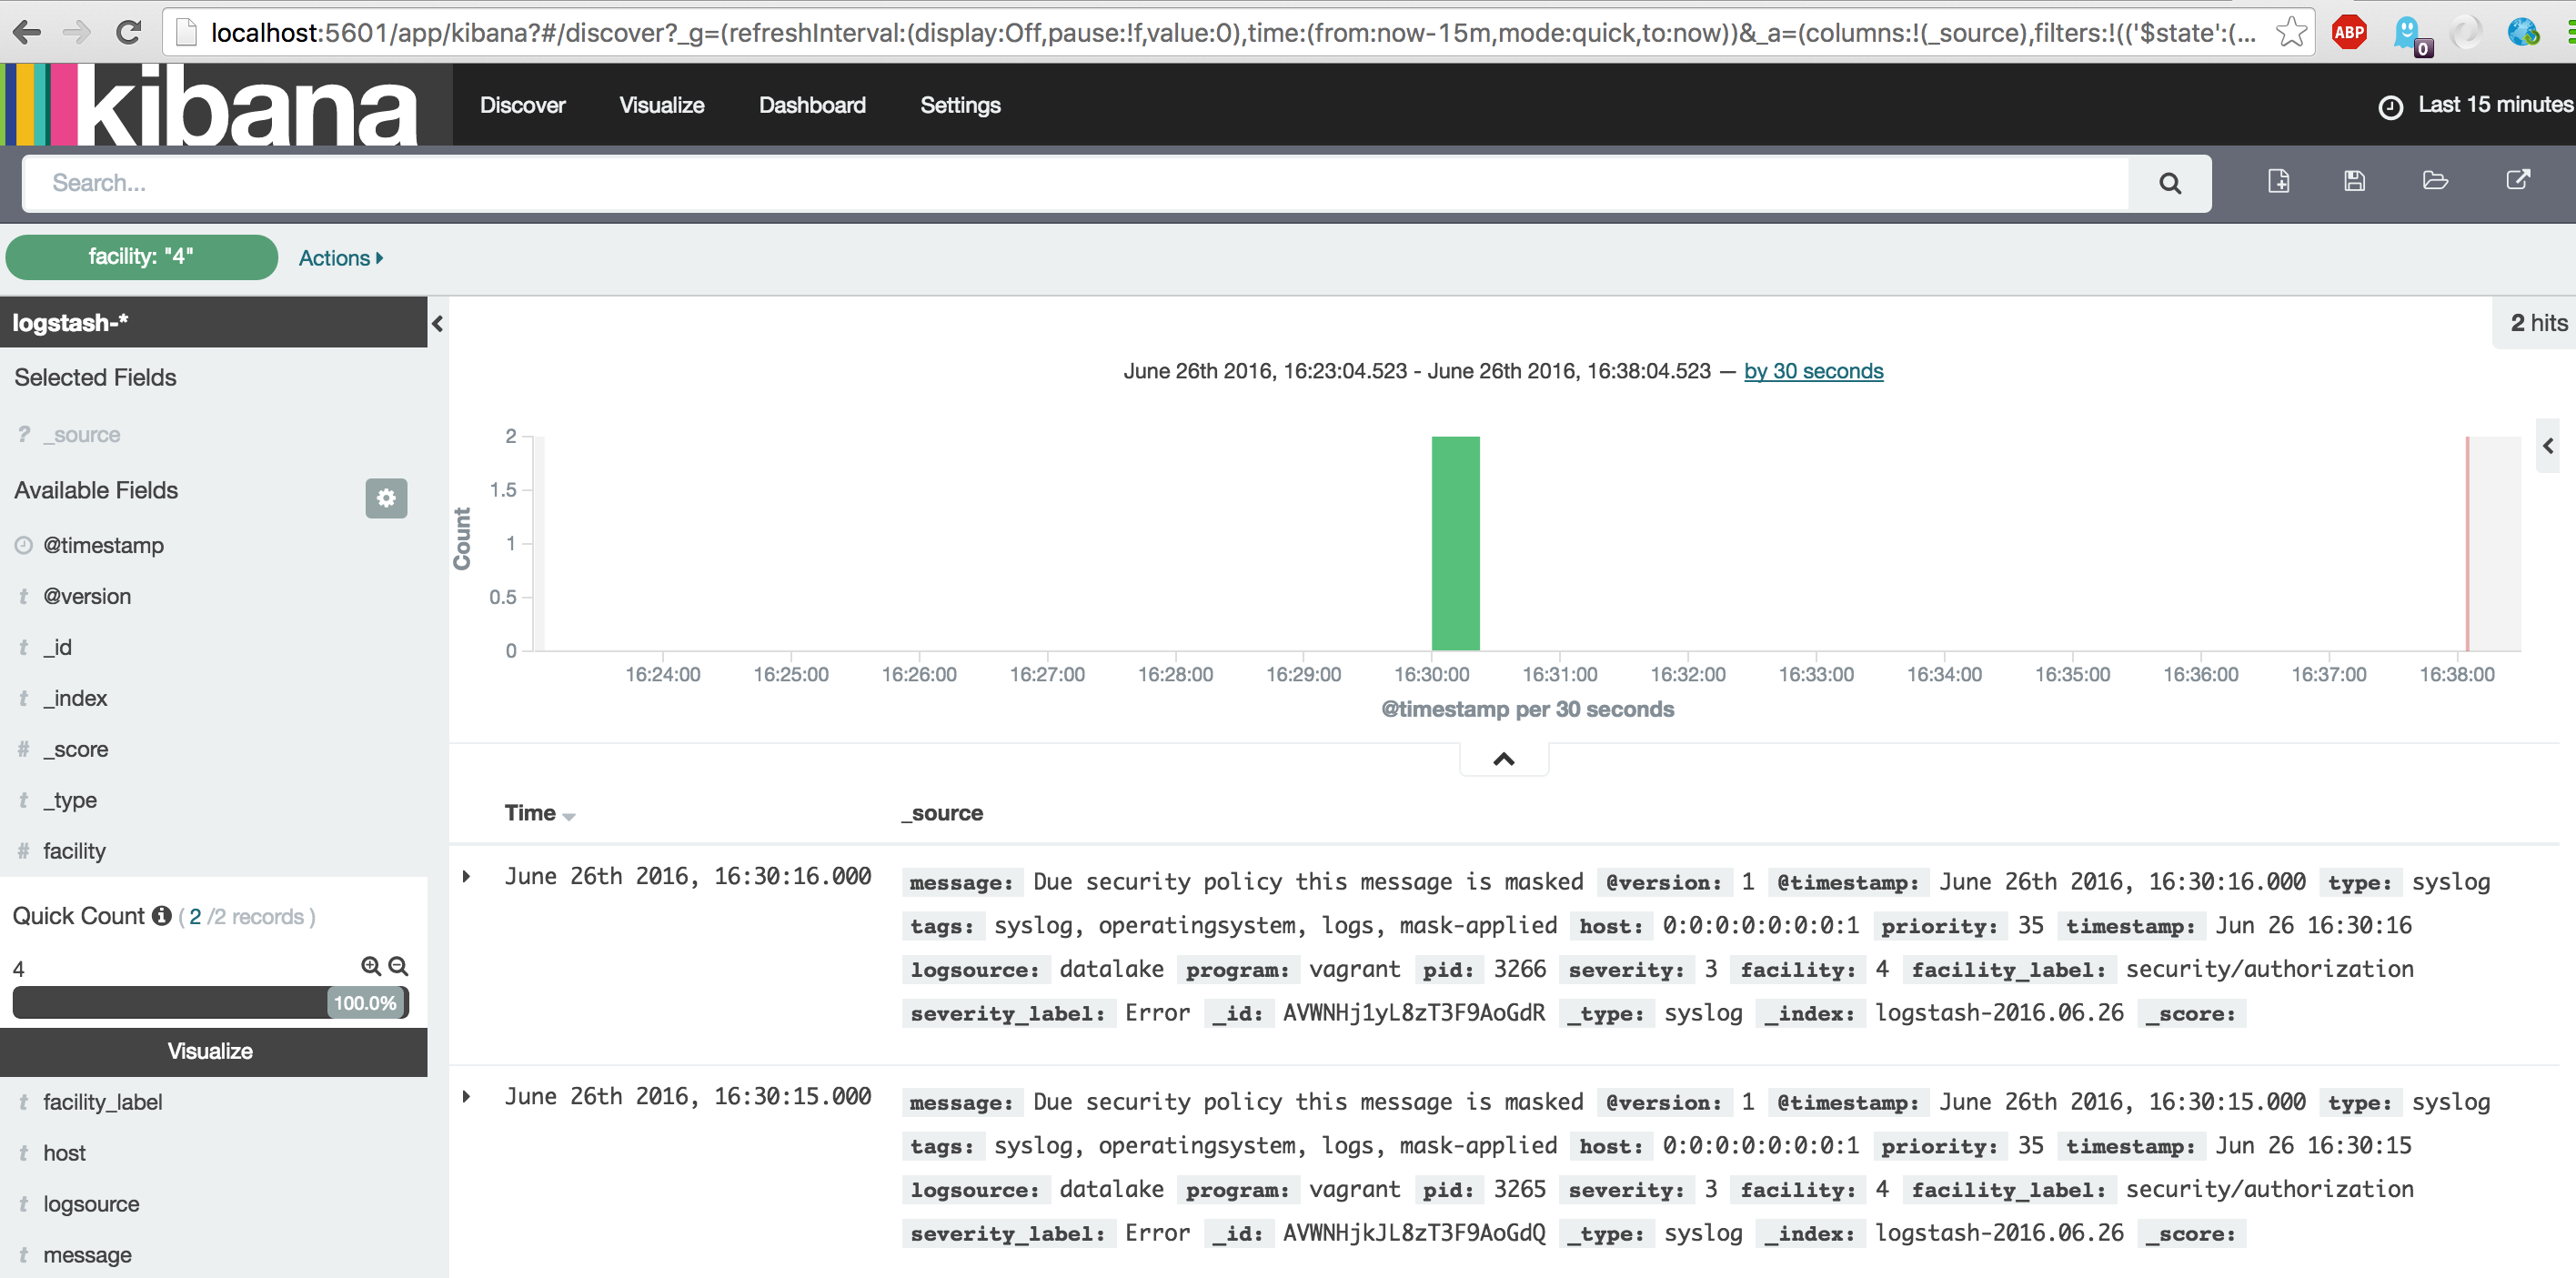 localhost:5601/app/kibana?#/discover?_g=(refreshInterval:(display:Off,pause:!f,value:0),time:(from:now-15m,mode:quick,to:now))&_a=(columns:!(_source),filters:!(('$state':(...
ABP
0
kibana
Discover
Visualize
Dashboard
Settings
Last 15 minutes
Search...
facility: "4"
Actions
logstash-*
2 hits
Selected Fields
? _source
Available Fields
@timestamp
t @version
t _id
t _index
# _score
t _type
# facility
Quick Count ( 2 /2 records )
4
100.0%
Visualize
t facility_label
t host
t logsource
t message
June 26th 2016, 16:23:04.523 - June 26th 2016, 16:38:04.523 — by 30 seconds
Count
2
1.5
1
0.5
0
16:24:00 16:25:00 16:26:00 16:27:00 16:28:00 16:29:00 16:30:00 16:31:00 16:32:00 16:33:00 16:34:00 16:35:00 16:36:00 16:37:00 16:38:00
@timestamp per 30 seconds
Time _source
June 26th 2016, 16:30:16.000
message: Due security policy this message is masked @version: 1 @timestamp: June 26th 2016, 16:30:16.000 type: syslog
tags: syslog, operatingsystem, logs, mask-applied host: 0:0:0:0:0:0:0:1 priority: 35 timestamp: Jun 26 16:30:16
logsource: datalake program: vagrant pid: 3266 severity: 3 facility: 4 facility_label: security/authorization
severity_label: Error _id: AVWNHj1yL8zT3F9AoGdR _type: syslog _index: logstash-2016.06.26 _score:
June 26th 2016, 16:30:15.000
message: Due security policy this message is masked @version: 1 @timestamp: June 26th 2016, 16:30:15.000 type: syslog
tags: syslog, operatingsystem, logs, mask-applied host: 0:0:0:0:0:0:0:1 priority: 35 timestamp: Jun 26 16:30:15
logsource: datalake program: vagrant pid: 3265 severity: 3 facility: 4 facility_label: security/authorization
severity_label: Error _id: AVWNHjkJL8zT3F9AoGdQ _type: syslog _index: logstash-2016.06.26 _score: